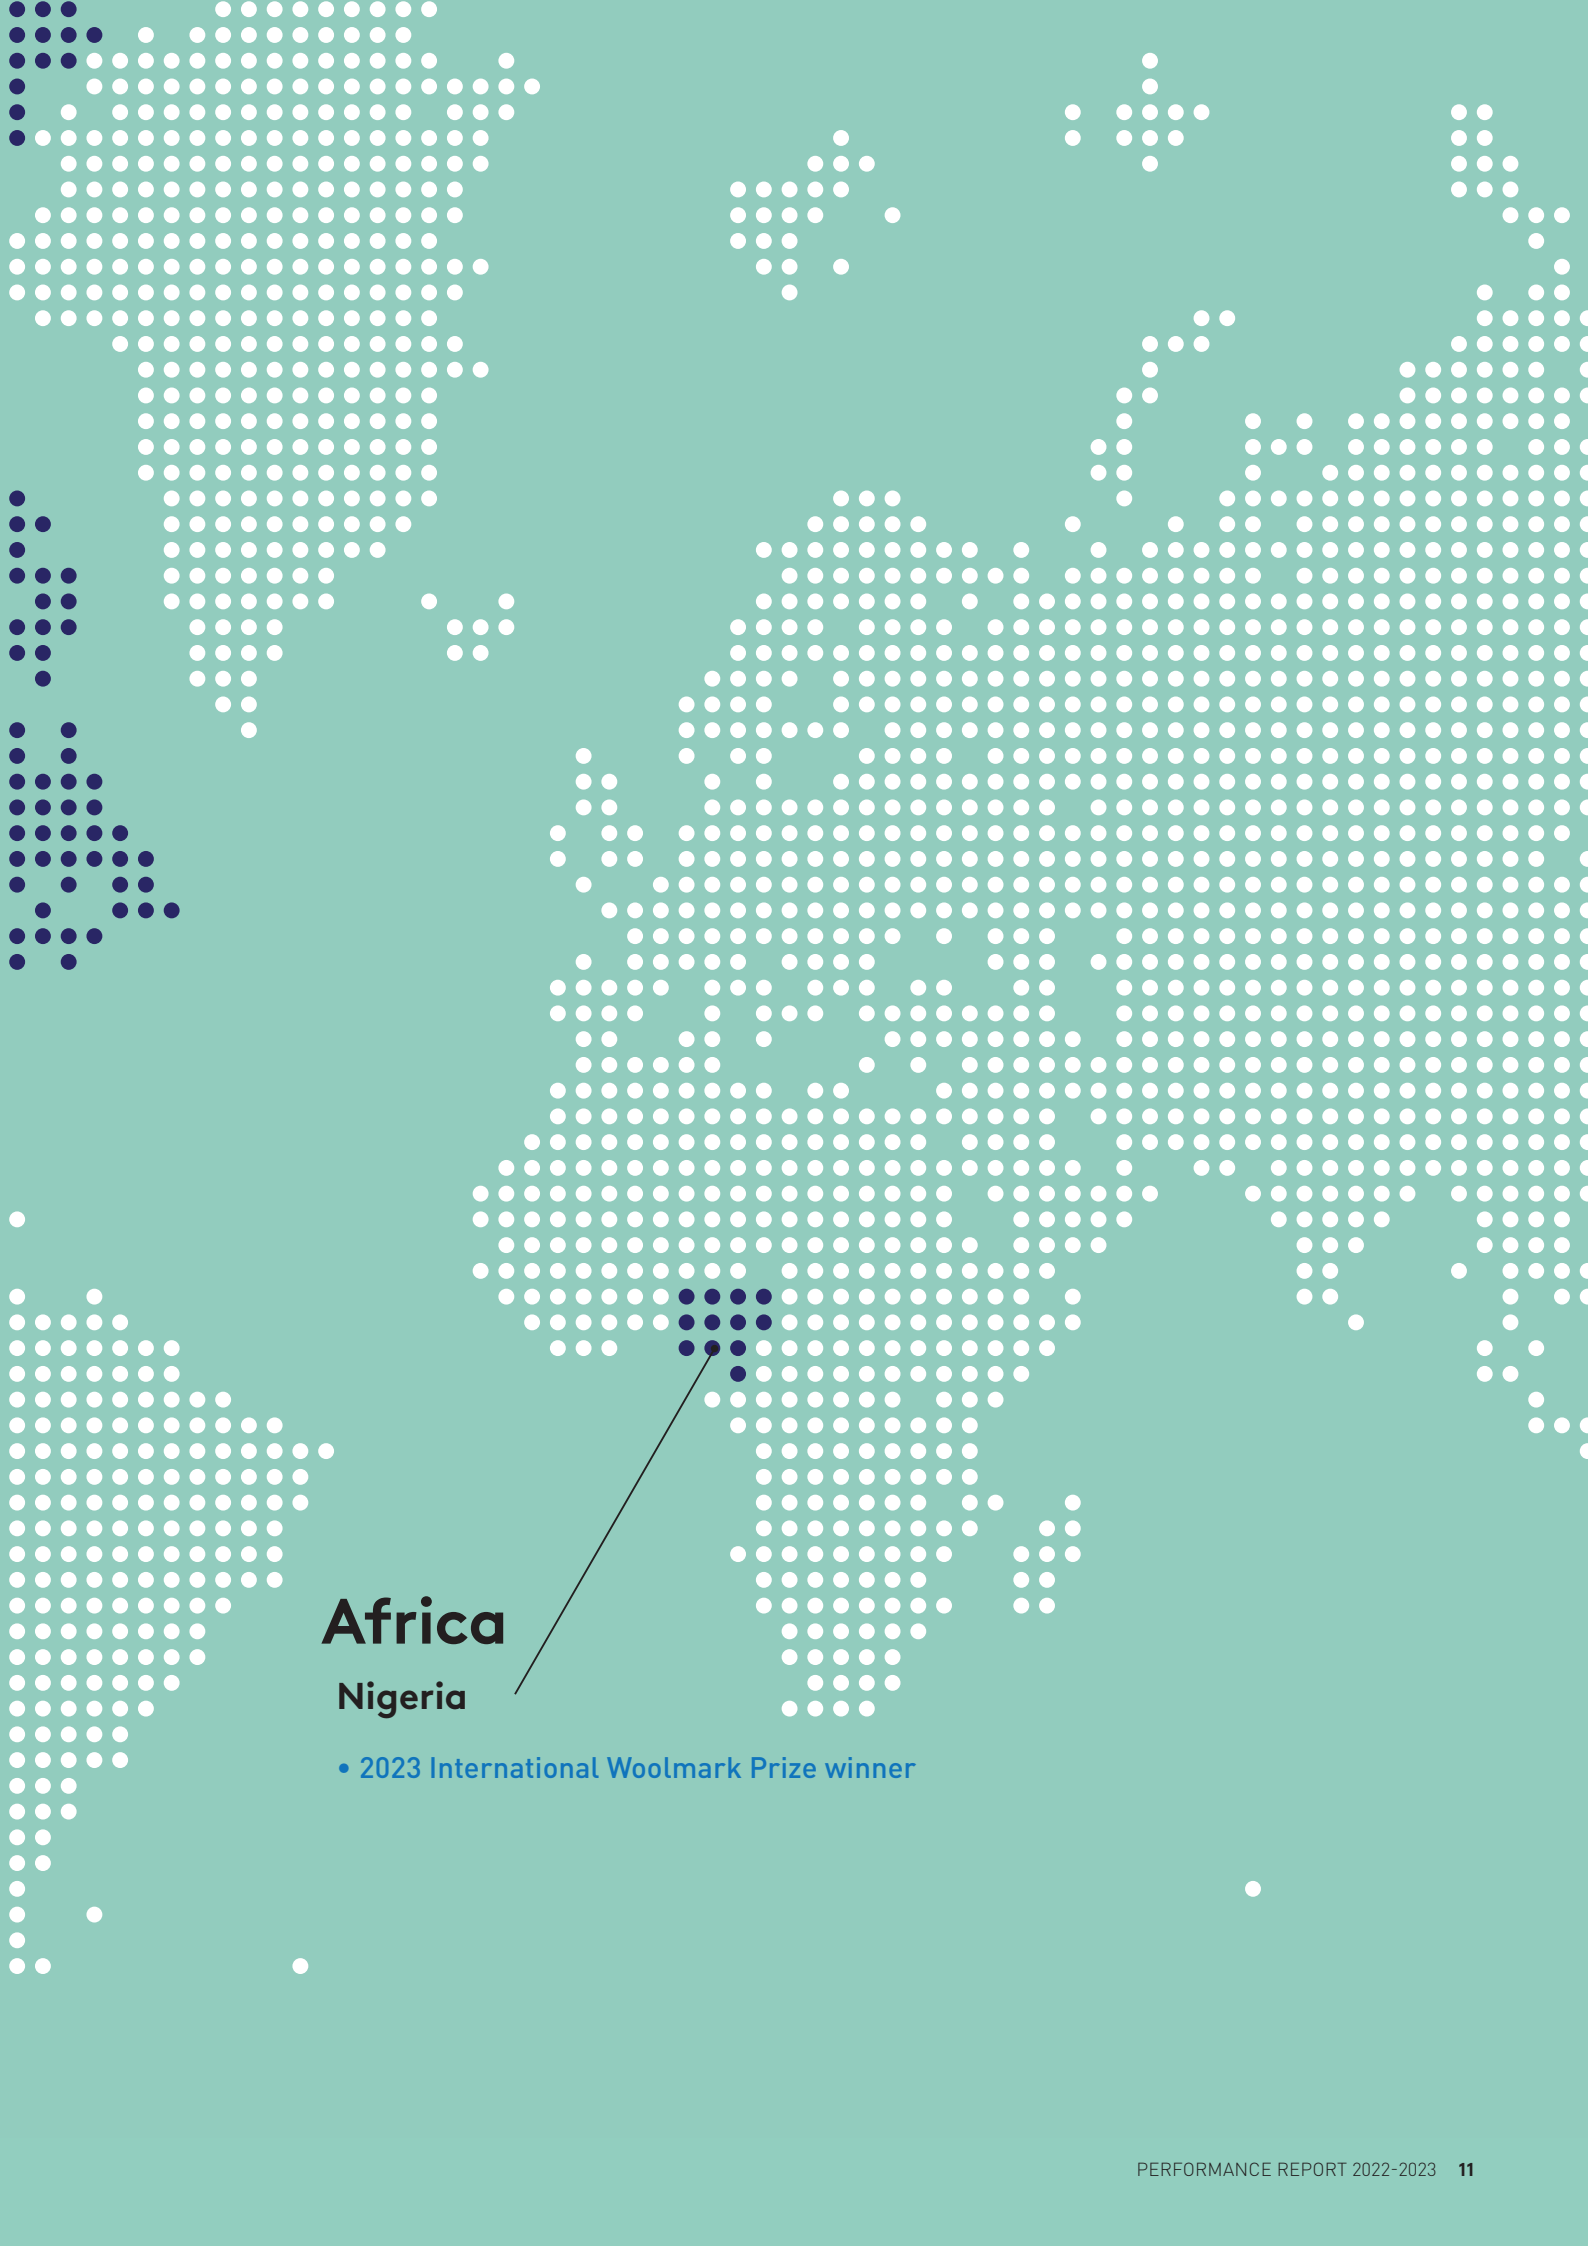 Africa
Nigeria
• 2023 International Woolmark Prize winner
PERFORMANCE REPORT 2022-2023 11